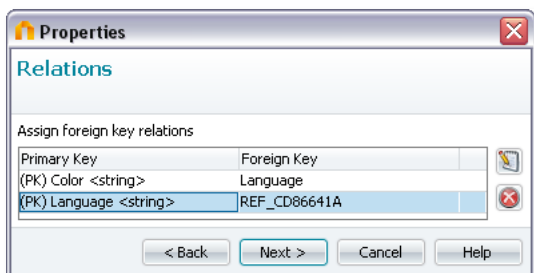 Properties
Relations
Assign foreign key relations
Primary Key Foreign Key
(PK) Color <string> Language
(PK) Language <string> REF_CD86641A
< Back Next > Cancel Help